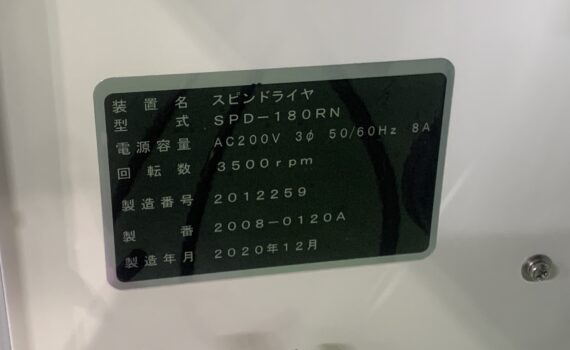 装置名 スピンドライヤ
型式 SPD-180RN
電源容量 AC200V 3φ 50/60Hz 8A
回転数 3500rpm
製造番号 2012259
製番 2008-0120A
製造年月 2020年12月